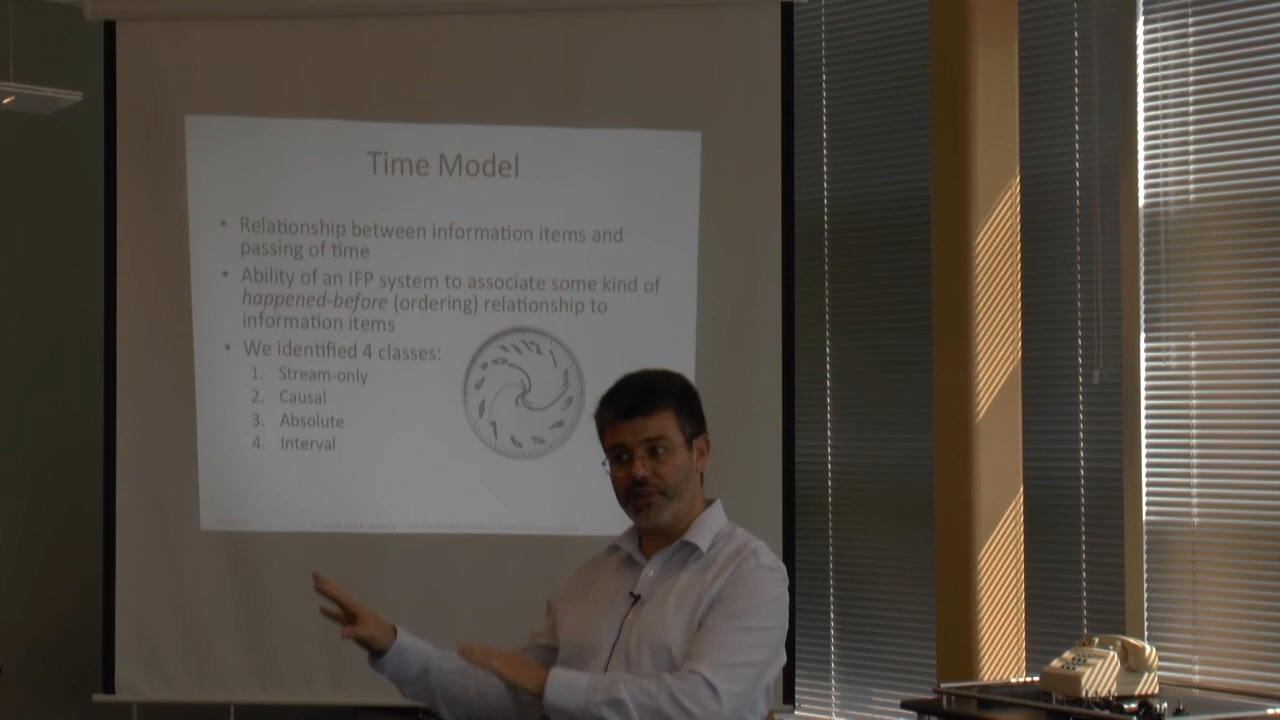 Time Model
• Relationship between information items and
passing of time
• Ability of an IFP system to associate some kind of
happened-before (ordering) relationship to
information items
• We identified 4 classes:
1. Stream-only
2. Causal
3. Absolute
4. Interval